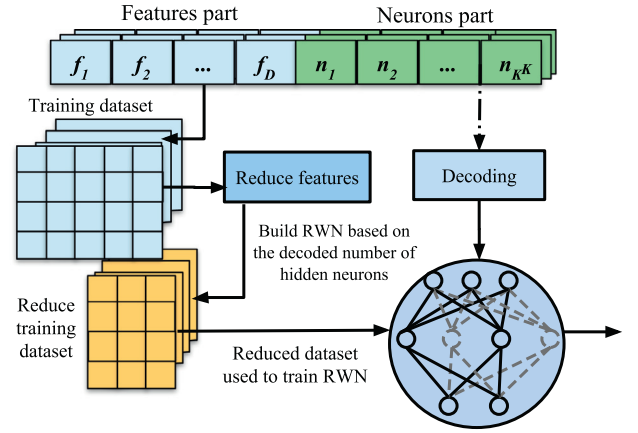 Features part
Neurons part
f1 f2 ... fD n1 n2 ... nKK
Training dataset
Reduce features
Decoding
Build RWN based on
the decoded number of
hidden neurons
Reduce
training
dataset
Reduced dataset
used to train RWN